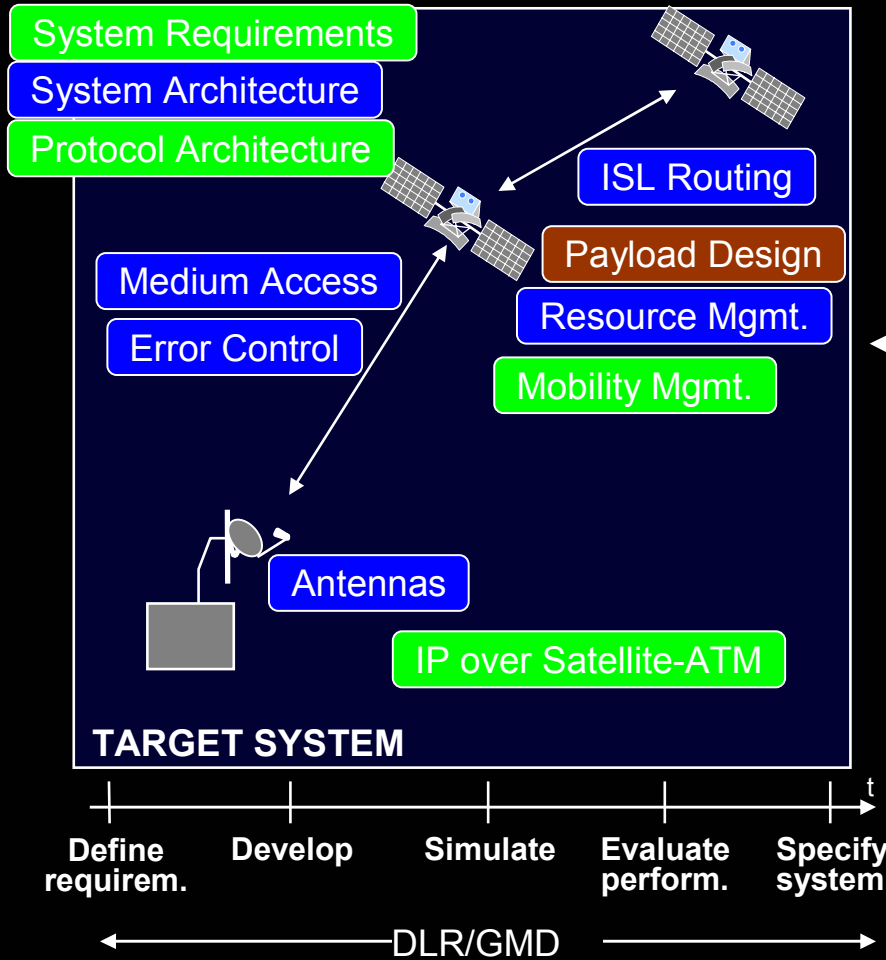 System Requirements
System Architecture
Protocol Architecture
ISL Routing
Payload Design
Medium Access
Resource Mgmt.
Error Control
Mobility Mgmt.
Antennas
IP over Satellite-ATM
TARGET SYSTEM
t
Define
requirem.
Develop
Simulate
Evaluate
perform.
Specify
system
DLR/GMD